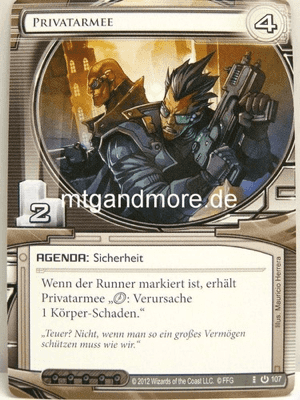 PRIVATARMEE
4
mtgandmore.de
2
AGENDA: Sicherheit
Wenn der Runner markiert ist, erhält
Privatarmee „: Verursache
1 Körper-Schaden.“
„Teuer? Nicht, wenn man so ein großes Vermögen
schützen muss wie wir.“
Illus. Mauricio Herrera
© 2012 Wizards of the Coast LLC. © FFG
107